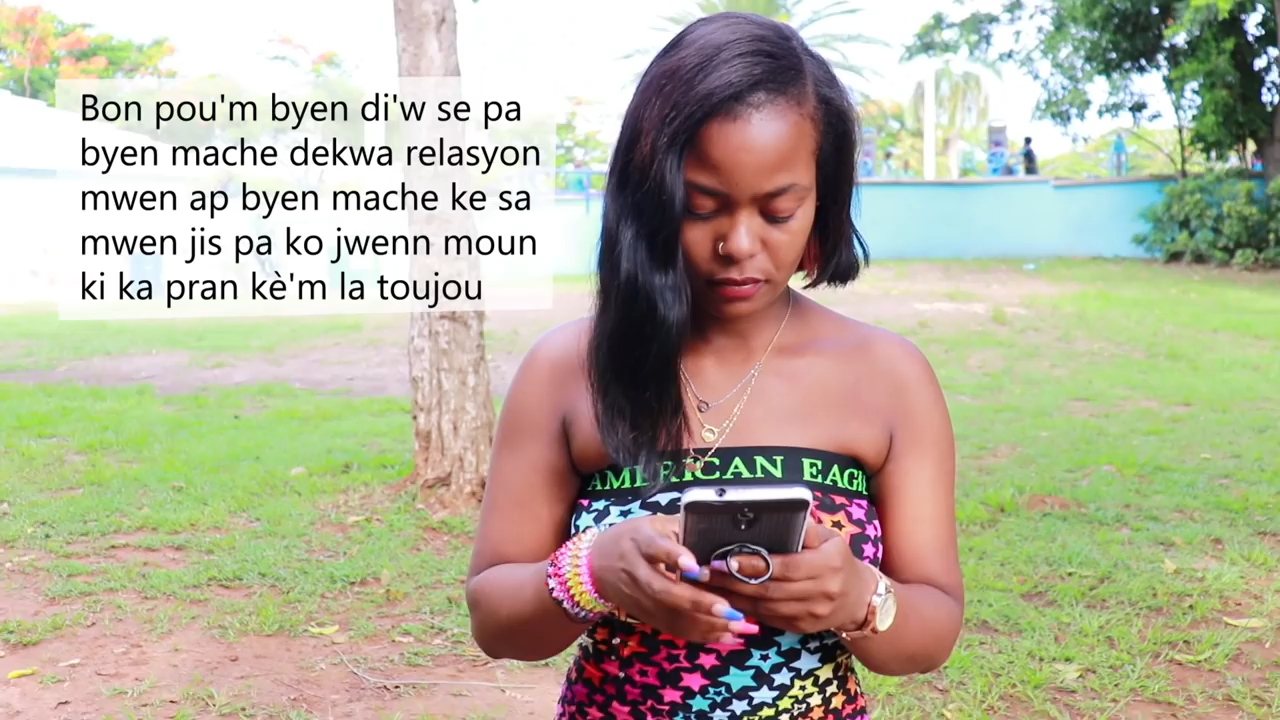 Bon pou'm byen di'w se pa
byen mache dekwa relasyon
mwen ap byen mache ke sa
mwen jis pa ko jwenn moun
ki ka pran kè'm la toujou
AMERICAN EAGLE